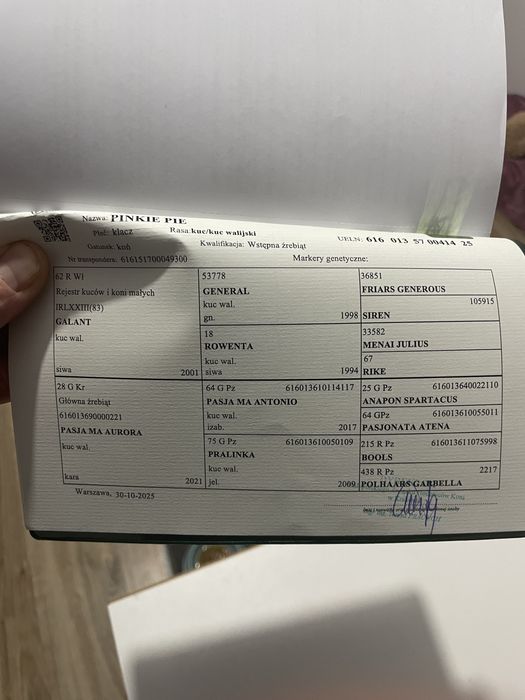 Nazwa: PINKIE PIE
Płeć: klacz Rasa: kuc/kuc walijski
Gatunek: koń Kwalifikacja: Wstępna źrebiąt UELN: 616 013 57 00414 25
Nr transpondera: 616151700049300 Markery genetyczne:
62 R WI
Rejestr kuców i koni małych
IRLXXIII(83)
GALANT
kuc wal.
siwa 2001
53778
GENERAL
kuc wal.
gn. 1998
36851
FRIARS GENEROUS
105915
SIREN
18
ROWENTA
kuc wal.
siwa 1994
33582
MENAI JULIUS
67
RIKE
28 G Kr
Główna źrebiąt
616013690000221
PASJA MA AURORA
kuc wal.
kara 2021
64 G Pz 616013610114117
PASJA MA ANTONIO
kuc wal.
izab. 2017
25 G Pz 616013640022110
ANAPON SPARTACUS
64 GPz 616013610055011
PASJONATA ATENA
75 G Pz 616013610050109
PRALINKA
kuc wal.
jel. 2009
215 R Pz 616013611075998
BOOLS
438 R Pz 2217
POLHAARS GARBELLA
Warszawa, 30-10-2025